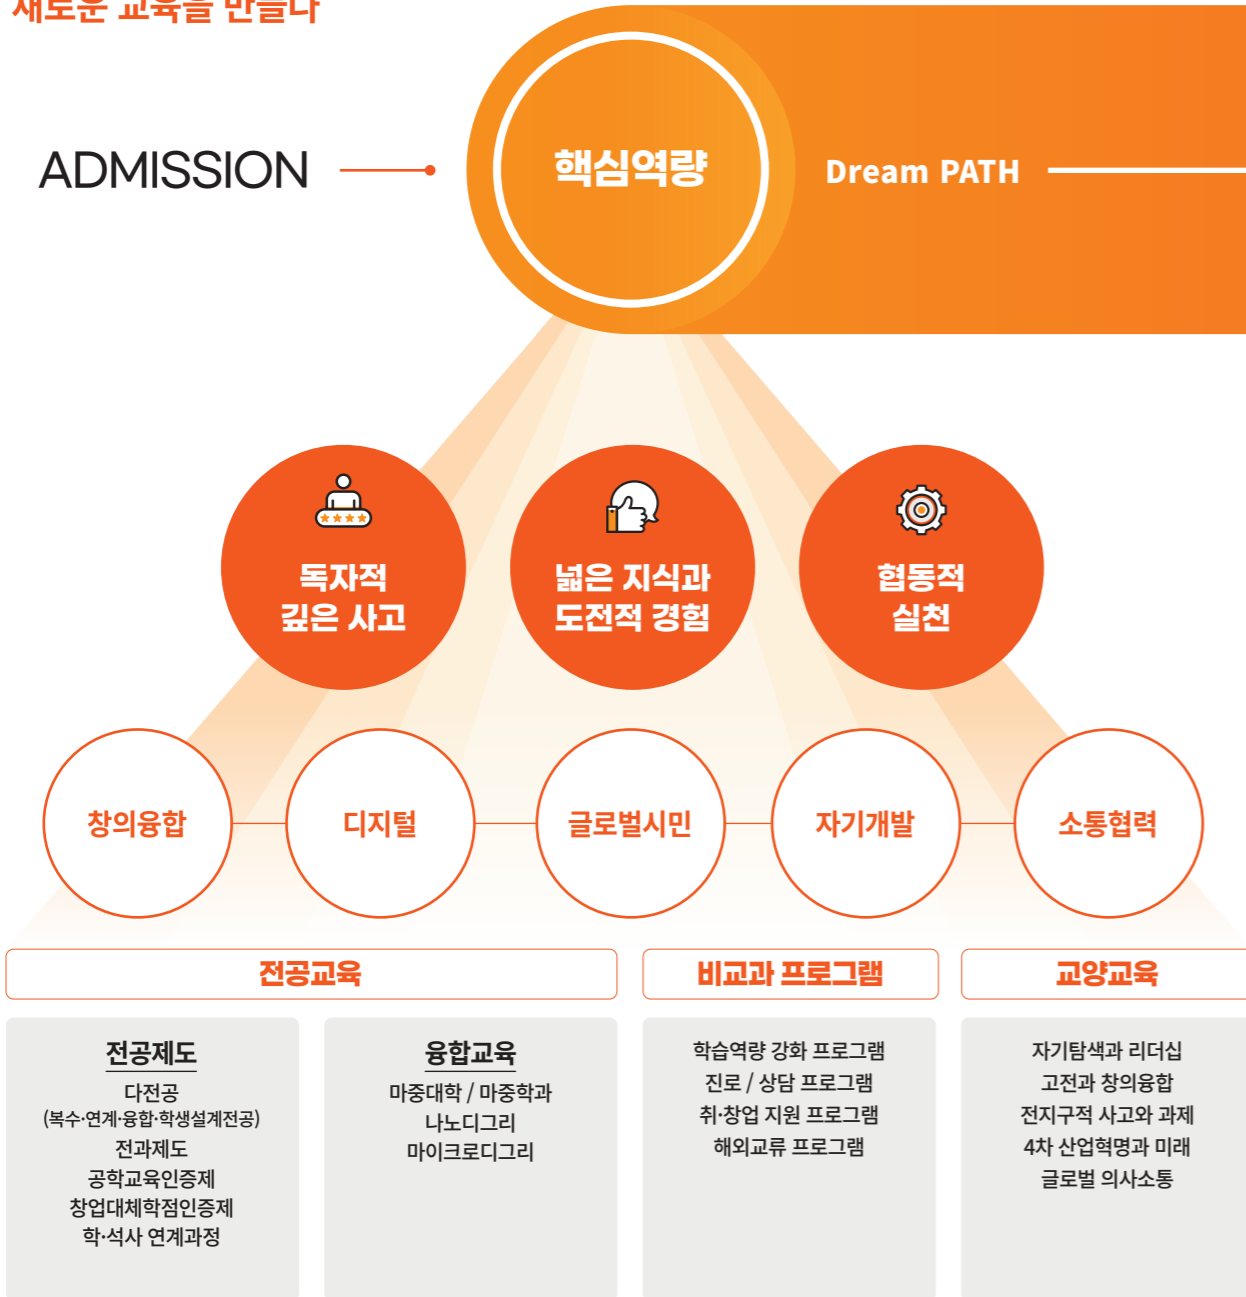 새로운 교육을 만들다
ADMISSION
핵심역량
Dream PATH
독자적
깊은 사고
넓은 지식과
도전적 경험
협동적
실천
창의융합
디지털
글로벌시민
자기개발
소통협력
전공교육
비교과 프로그램
교양교육
전공제도
다전공
(복수·연계·융합·학생설계전공)
전과제도
공학교육인증제
창업대체학점인증제
학·석사 연계과정
융합교육
마중대학 / 마중학과
나노디그리
마이크로디그리
학습역량 강화 프로그램
진로 / 상담 프로그램
취·창업 지원 프로그램
해외교류 프로그램
자기탐색과 리더십
고전과 창의융합
전지구적 사고와 과제
4차 산업혁명과 미래
글로벌 의사소통